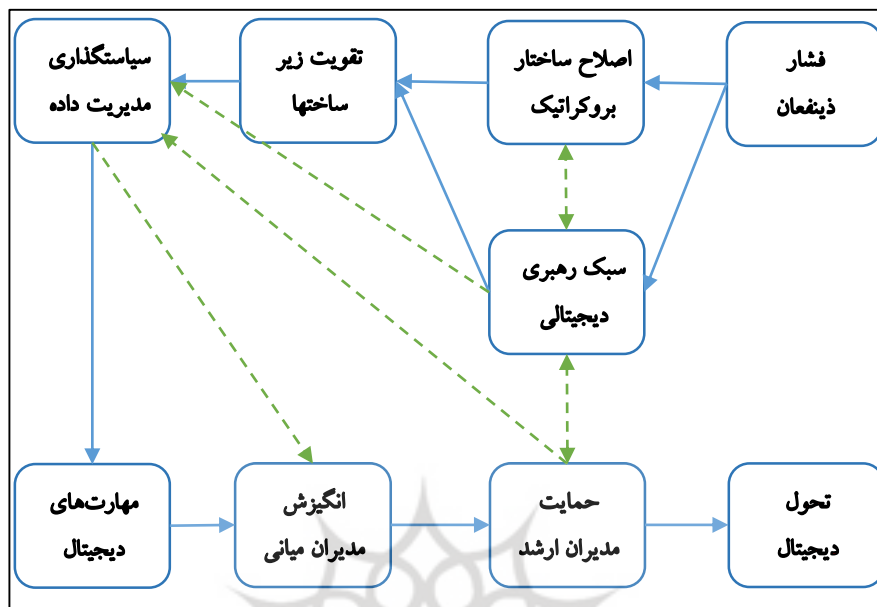 فشار
ذینفعان
اصلاح ساختار
بروکراتیک
تقویت زیر
ساختها
سیاستگذاری
مدیریت داده
سبک رهبری
دیجیتالی
مهارت‌های
دیجیتال
انگیزش
مدیران میانی
حمایت
مدیران ارشد
تحول
دیجیتال